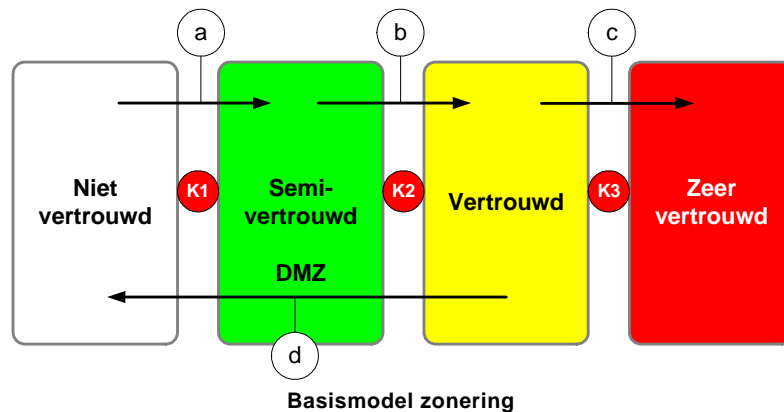 a
b
c
Niet
vertrouwd
K1
Semi-
vertrouwd
DMZ
K2
Vertrouwd
K3
Zeer
vertrouwd
d
Basismodel zonering